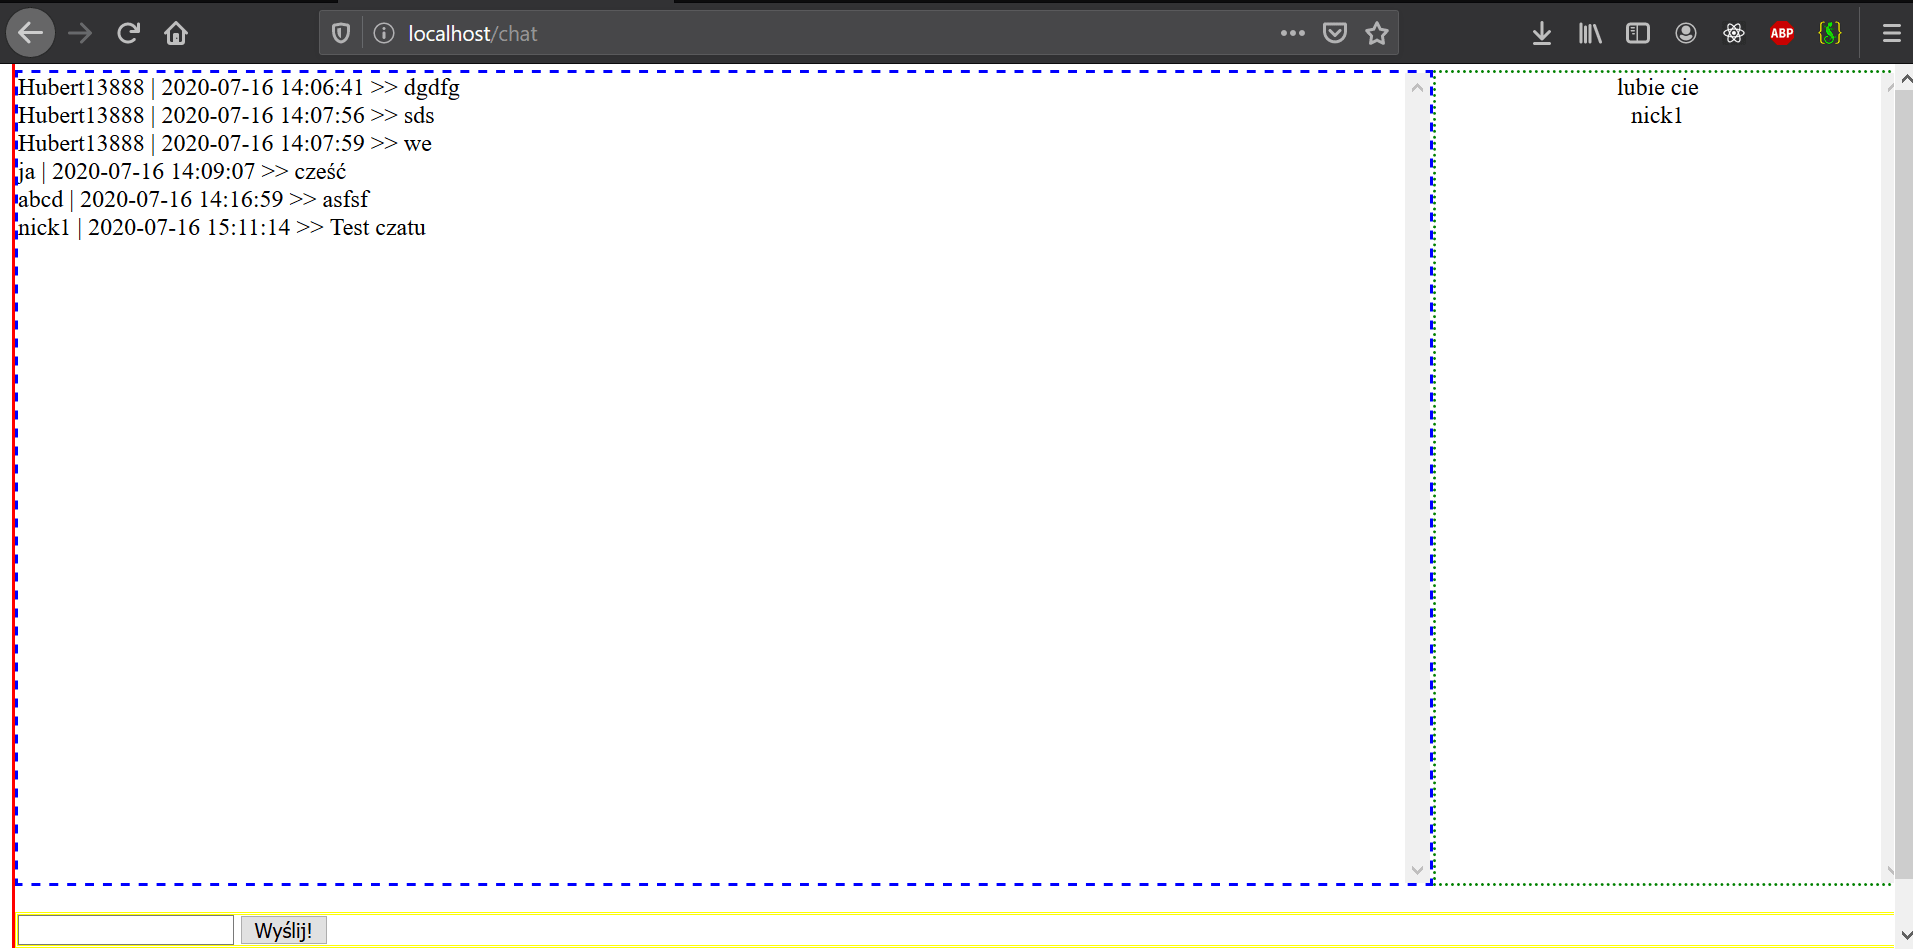 localhost/chat
ABP
Hubert13888 | 2020-07-16 14:06:41 >> dgdfg
Hubert13888 | 2020-07-16 14:07:56 >> sds
Hubert13888 | 2020-07-16 14:07:59 >> we
ja | 2020-07-16 14:09:07 >> cześć
abcd | 2020-07-16 14:16:59 >> asfsf
nick1 | 2020-07-16 15:11:14 >> Test czatu
lubie cie
nick1
Wyślij!